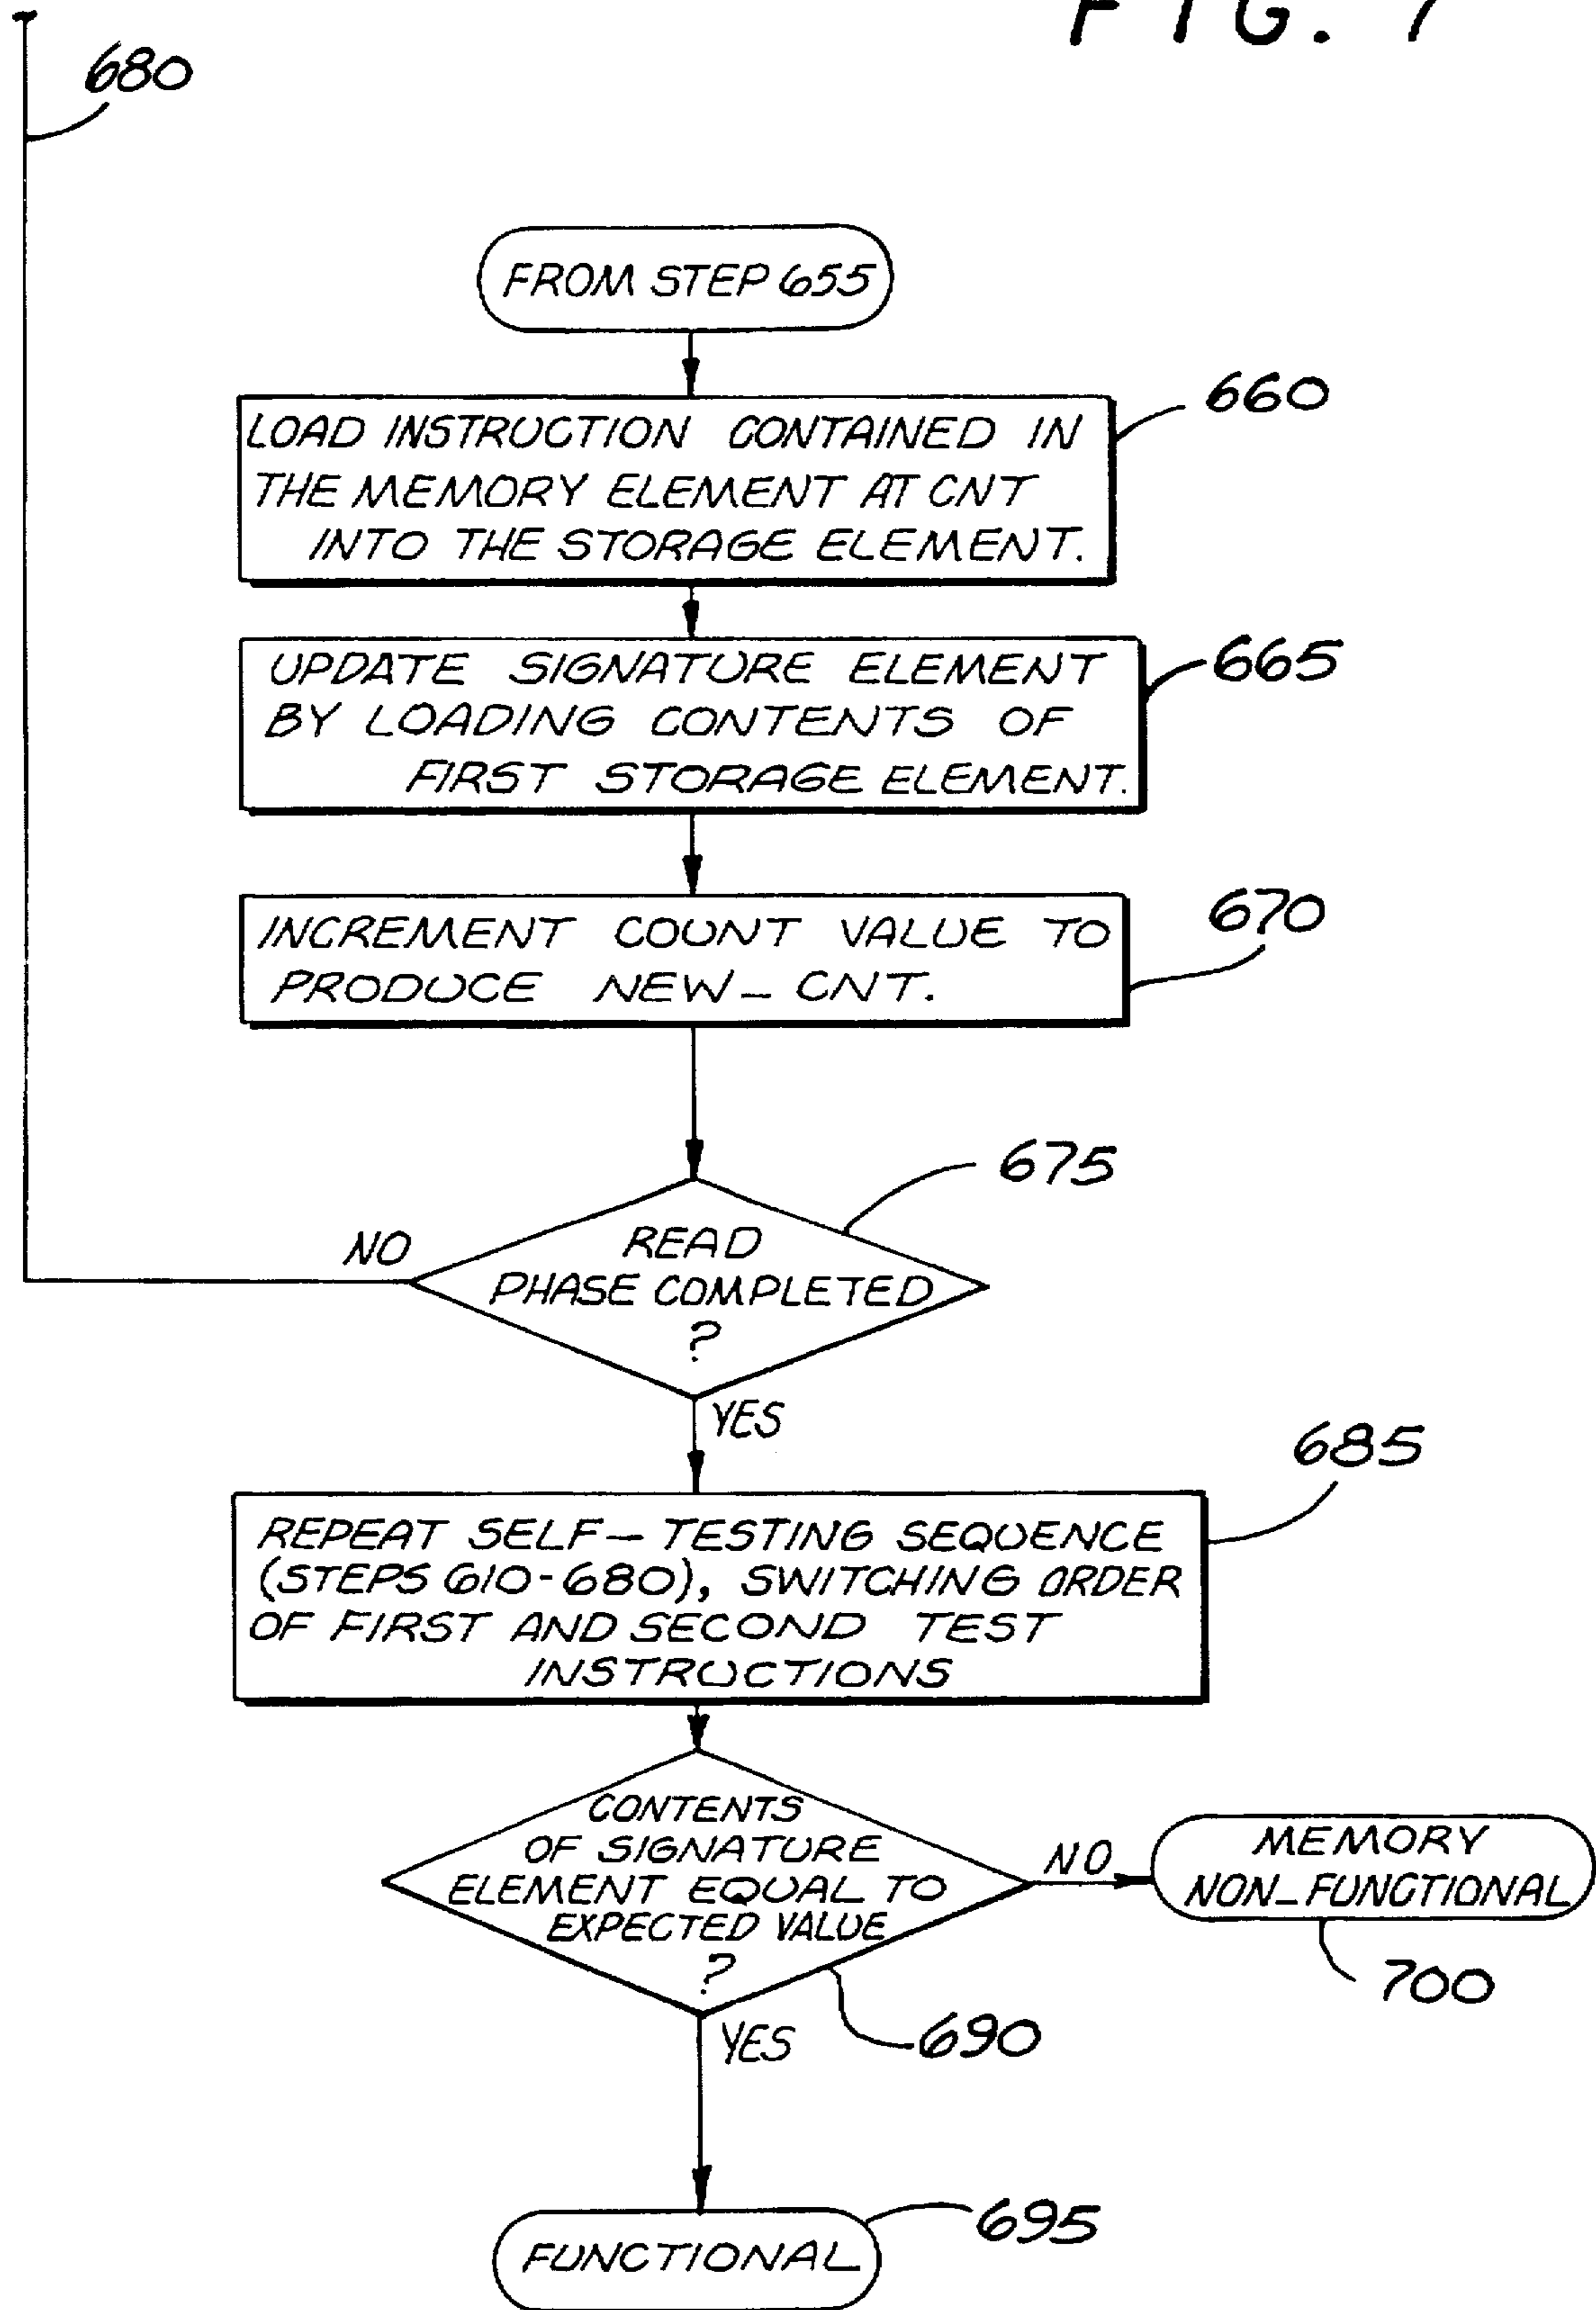 FIG. 7
680
FROM STEP 655
660
LOAD INSTRUCTION CONTAINED IN
THE MEMORY ELEMENT AT CNT
INTO THE STORAGE ELEMENT.
665
UPDATE SIGNATURE ELEMENT
BY LOADING CONTENTS OF
FIRST STORAGE ELEMENT.
670
INCREMENT COUNT VALUE TO
PRODUCE NEW_CNT.
675
READ
PHASE COMPLETED
?
NO
YES
685
REPEAT SELF-TESTING SEQUENCE
(STEPS 610-680), SWITCHING ORDER
OF FIRST AND SECOND TEST
INSTRUCTIONS
CONTENTS
OF SIGNATURE
ELEMENT EQUAL TO
EXPECTED VALUE
?
NO
MEMORY
NON_FUNCTIONAL
700
YES
690
695
FUNCTIONAL